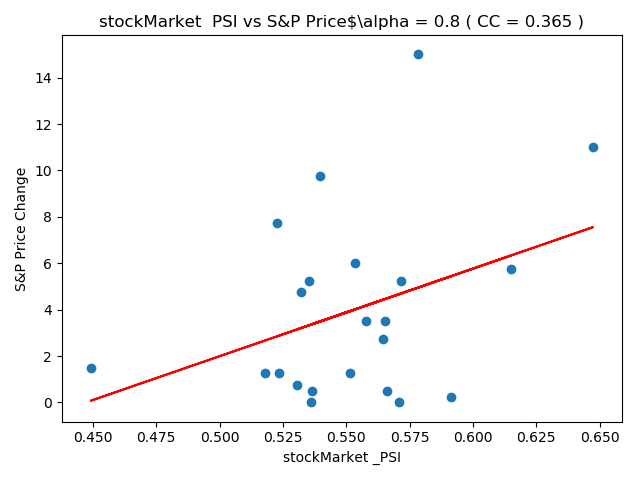 stockMarket  PSI vs S&P Price$\alpha = 0.8 ( CC = 0.365 )
S&P Price Change
14
12
10
8
6
4
2
0
0.450 0.475 0.500 0.525 0.550 0.575 0.600 0.625 0.650
stockMarket _PSI